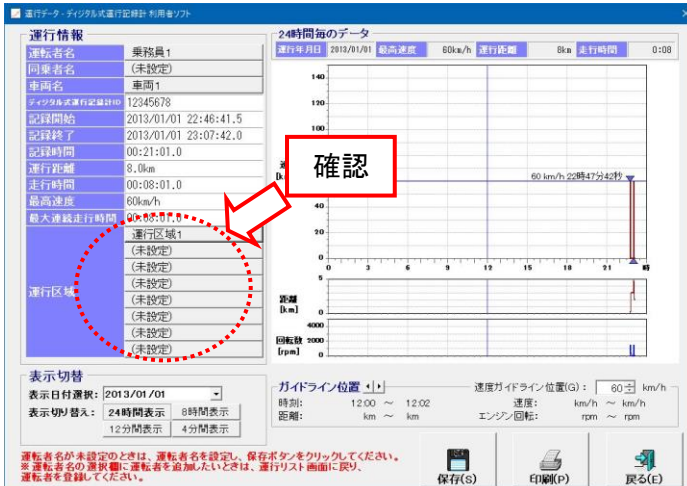 運行データ - ディジタル式運行記録計 利用者ソフト
運行情報
運転者名 乗務員1
同乗者名 (未設定)
車両名 車両1
ディジタル式運行記録計ID 12345678
記録開始 2013/01/01 22:46:41.5
記録終了 2013/01/01 23:07:42.0
記録時間 00:21:01.0
運行距離 8.0km
走行時間 00:08:01.0
最高速度 60km/h
最大連続走行時間 00:08:01.0
運行区域 運行区域1
(未設定)
(未設定)
(未設定)
(未設定)
(未設定)
(未設定)
(未設定)
確認
24時間毎のデータ
運行年月日 2013/01/01 最高速度 60km/h 運行距離 8km 走行時間 0:08
140
120
100
60 km/h 22時47分42秒
40
20
0
0 3 6 9 12 15 18 21 時
距離 [km]
5
0
回転数 [rpm]
4000
2000
0
表示切替
表示日付選択: 2013/01/01
表示切り替え: 24時間表示 8時間表示
12分間表示 4分間表示
ガイドライン位置
速度ガイドライン位置(G): 60 km/h
時刻: 12:00 ~ 12:02 速度: km/h ~ km/h
距離: km ~ km エンジン回転: rpm ~ rpm
運転者名が未設定のときは、運転者名を設定し、保存ボタンをクリックしてください。
※運転者名の選択欄に運転者を追加したいときは、運行リスト画面に戻り、
運転者を登録してください。
保存(S) 印刷(P) 戻る(E)